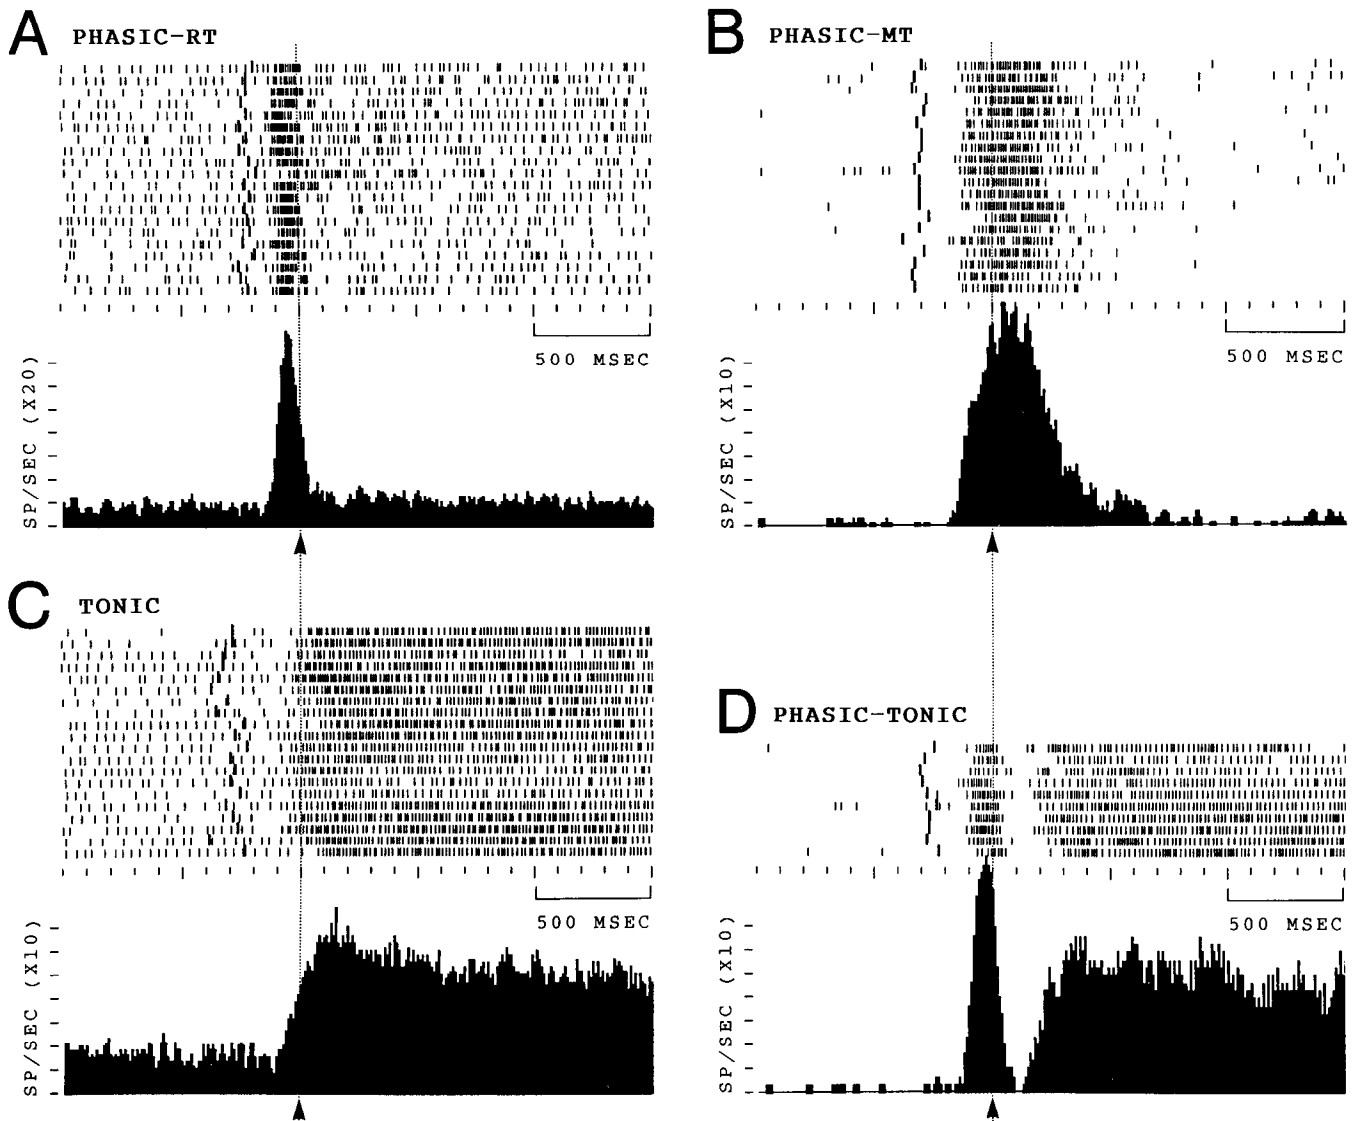 A PHASIC-RT
500 MSEC
SP/SEC (X20)
B PHASIC-MT
500 MSEC
SP/SEC (X10)
C TONIC
500 MSEC
SP/SEC (X10)
D PHASIC-TONIC
500 MSEC
SP/SEC (X10)